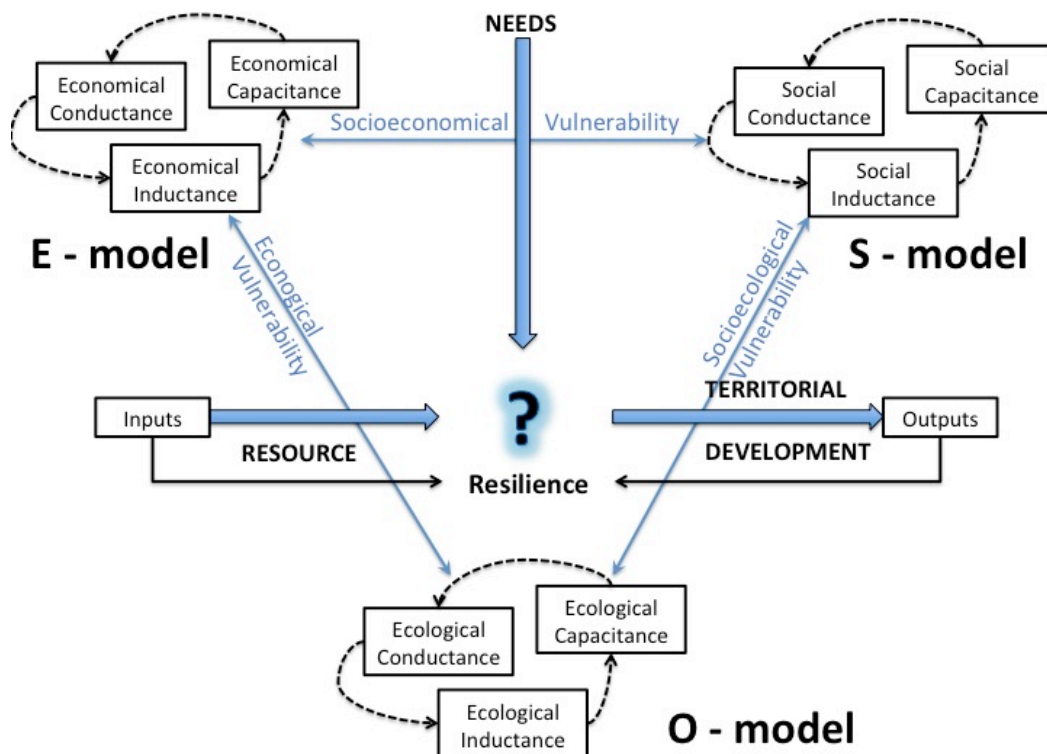 NEEDS
Economical
Conductance
Economical
Capacitance
Economical
Inductance
E - model
Socioeconomical Vulnerability
Social
Conductance
Social
Capacitance
Social
Inductance
S - model
Econogical
Vulnerability
Socioecological
Vulnerability
Inputs
RESOURCE
?
Resilience
TERRITORIAL
DEVELOPMENT
Outputs
Ecological
Conductance
Ecological
Capacitance
Ecological
Inductance
O - model